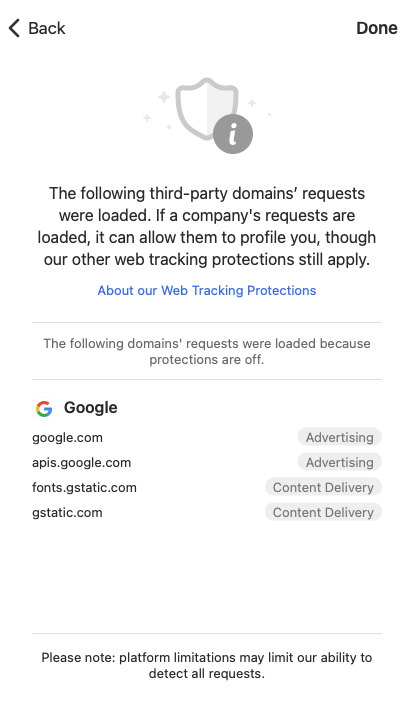 Back
Done
The following third-party domains’ requests
were loaded. If a company's requests are
loaded, it can allow them to profile you, though
our other web tracking protections still apply.
About our Web Tracking Protections
The following domains' requests were loaded because
protections are off.
Google
google.com Advertising
apis.google.com Advertising
fonts.gstatic.com Content Delivery
gstatic.com Content Delivery
Please note: platform limitations may limit our ability to
detect all requests.